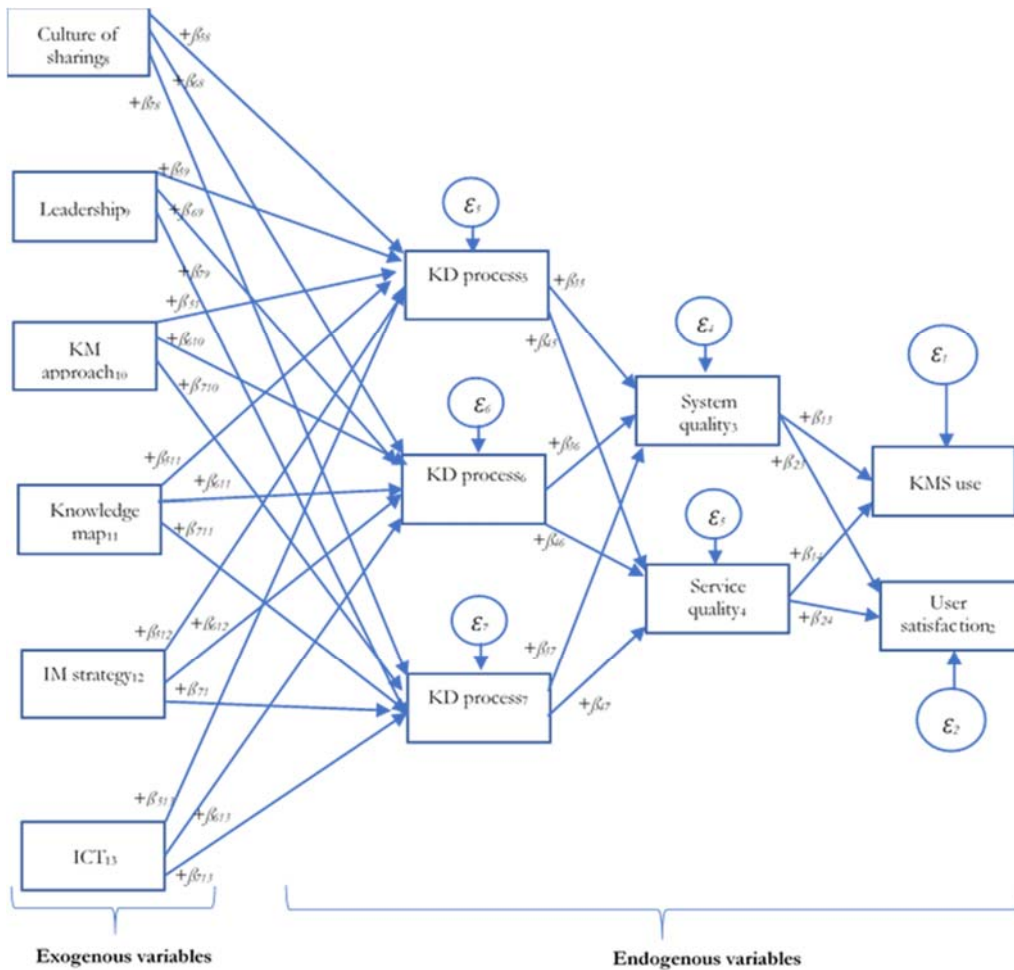 Culture of
sharing₈
+β₅₈
+β₆₈
+β₇₈
Leadership₉
+β₅₉
+β₆₉
+β₇₉
KM
approach₁₀
+β₅₁
+β₆₁₀
+β₇₁₀
Knowledge
map₁₁
+β₅₁₁
+β₆₁₁
+β₇₁₁
IM strategy₁₂
+β₅₁₂
+β₆₁₂
+β₇₁
ICT₁₃
+β₅₁₃
+β₆₁₃
+β₇₁₃
ε₅
KD process₅
+β₃₅
+β₄₅
ε₆
KD process₆
+β₃₆
+β₄₆
ε₇
KD process₇
+β₃₇
+β₄₇
ε₄
System
quality₃
+β₁₃
+β₂₃
ε₅
Service
quality₄
+β₁₄
+β₂₄
ε₁
KMS use
User
satisfaction₂
ε₂
Exogenous variables
Endogenous variables